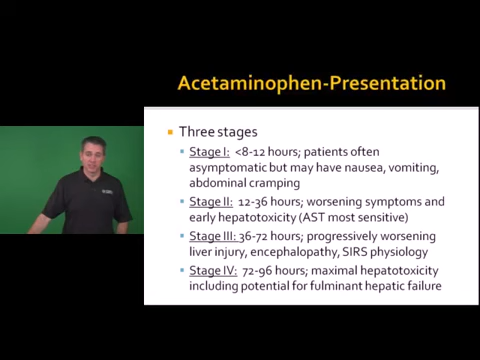 Acetaminophen-Presentation
Three stages
Stage I: <8-12 hours; patients often
asymptomatic but may have nausea, vomiting,
abdominal cramping
Stage II: 12-36 hours; worsening symptoms and
early hepatotoxicity (AST most sensitive)
Stage III: 36-72 hours; progressively worsening
liver injury, encephalopathy, SIRS physiology
Stage IV: 72-96 hours; maximal hepatotoxicity
including potential for fulminant hepatic failure